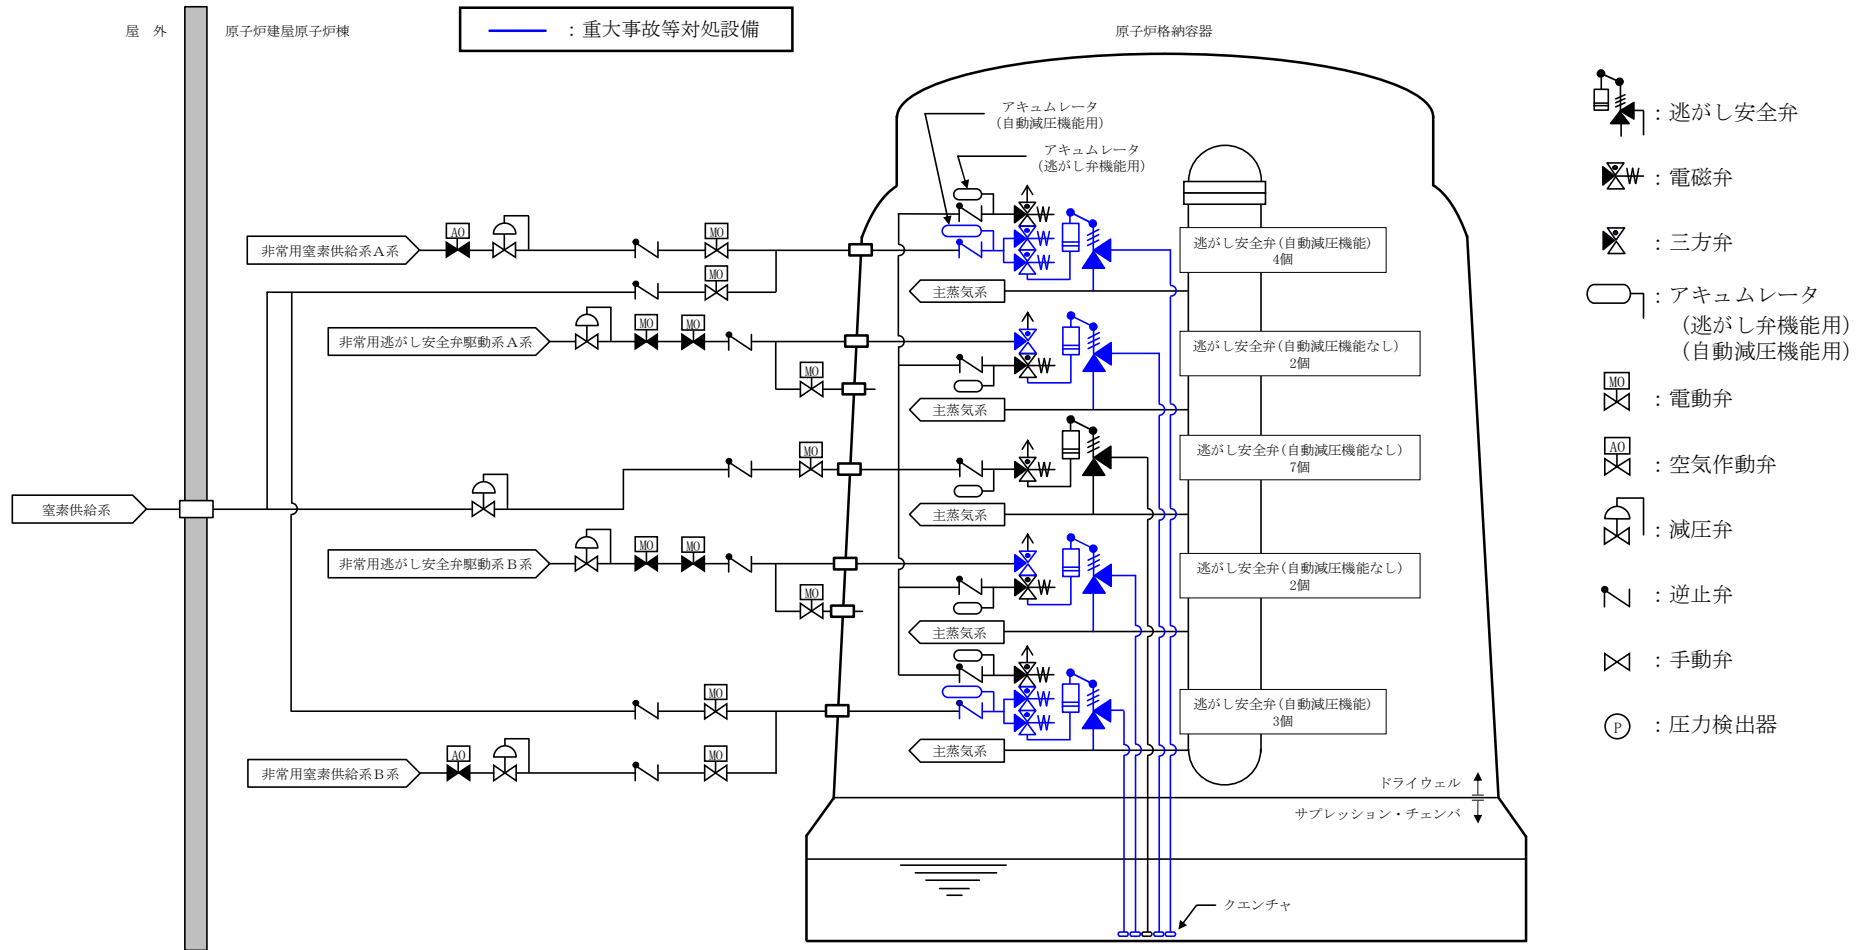 屋 外
原子炉建屋原子炉棟
：重大事故等対処設備
原子炉格納容器
アキュムレータ
(自動減圧機能用)
アキュムレータ
(逃がし弁機能用)
非常用窒素供給系Ａ系
AO
MO
MO
非常用逃がし安全弁駆動系Ａ系
MO
MO
MO
窒素供給系
MO
非常用逃がし安全弁駆動系Ｂ系
MO
MO
MO
MO
非常用窒素供給系Ｂ系
AO
MO
主蒸気系
逃がし安全弁(自動減圧機能)
4個
主蒸気系
逃がし安全弁(自動減圧機能なし)
2個
主蒸気系
逃がし安全弁(自動減圧機能なし)
7個
主蒸気系
逃がし安全弁(自動減圧機能なし)
2個
主蒸気系
逃がし安全弁(自動減圧機能)
3個
ドライウェル
サプレッション・チェンバ
クエンチャ
：逃がし安全弁
：電磁弁
：三方弁
：アキュムレータ
(逃がし弁機能用)
(自動減圧機能用)
MO
：電動弁
AO
：空気作動弁
：減圧弁
：逆止弁
：手動弁
P
：圧力検出器